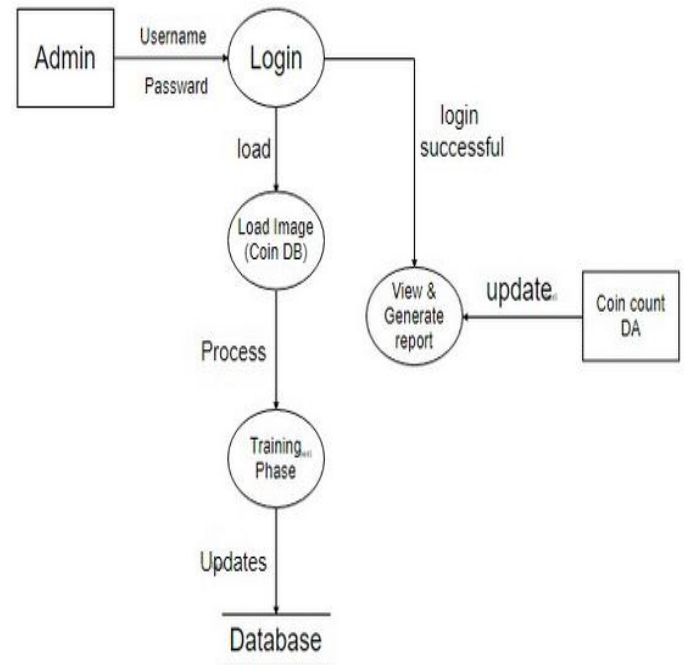 Admin
Username
Passward
Login
load
login
successful
Load Image
(Coin DB)
View &
Generate
report
update
Coin count
DA
Process
Training
Phase
Updates
Database